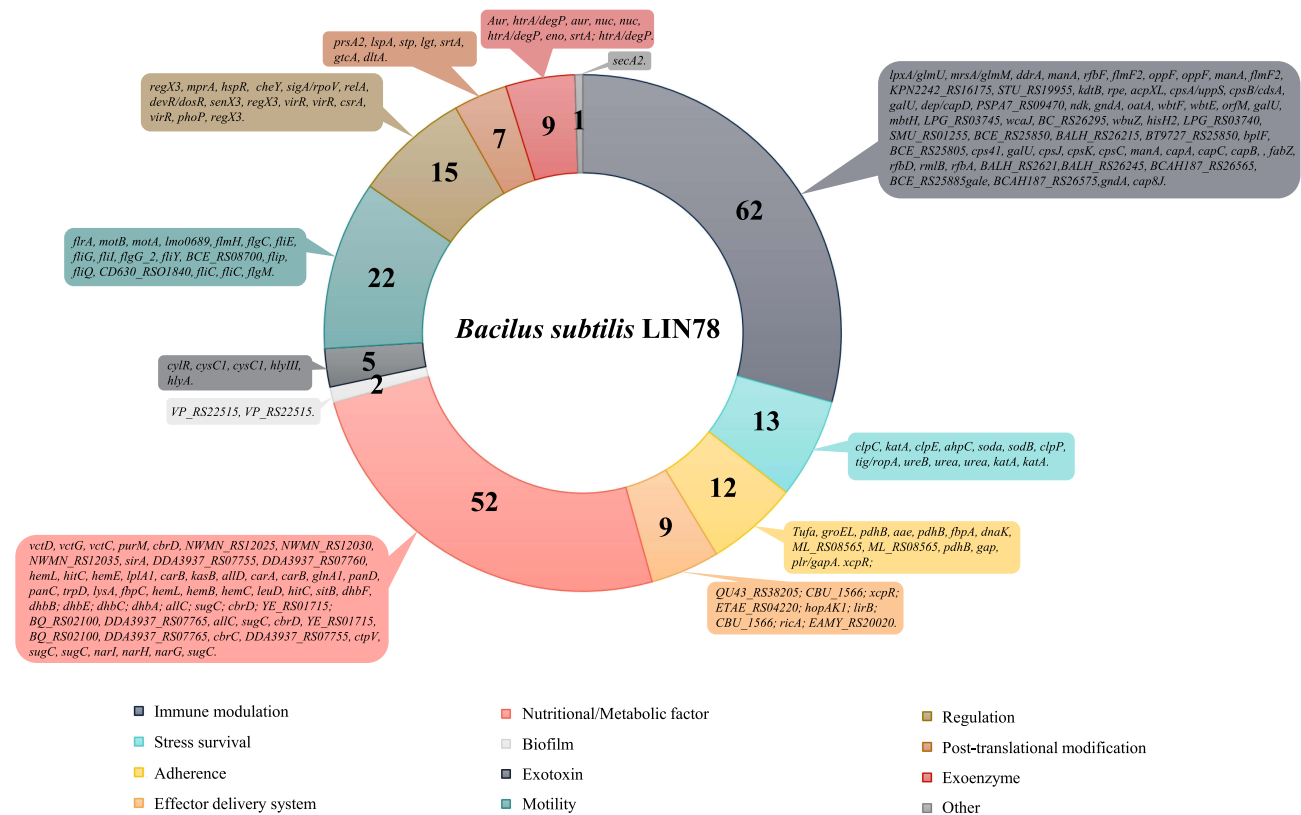 Aur, htrA/degP, aur, nuc, nuc,
htrA/degP, eno, srtA; htrA/degP.
prsA2, lspA, stp, lgt, srtA,
gtcA, dltA.
secA2.
regX3, mprA, hspR, cheY, sigA/rpoV, relA,
devR/dosR, senX3, regX3, virR, virR, csrA,
virR, phoP, regX3.
lpxA/glmU, mrsA/glmM, ddrA, manA, rfbF, flmF2, oppF, oppF, manA, flmF2,
KPN2242_RS16175, STU_RS19955, kdtB, rpe, acpXL, cpsA/uppS, cpsB/cdsA,
galU, dep/capD, PSPA7_RS09470, ndk, gndA, oatA, wbtF, wbtE, orfM, galU,
mbtH, LPG_RS03745, wcaJ, BC_RS26295, wbuZ, hisH2, LPG_RS03740,
SMU_RS01255, BCE_RS25850, BALH_RS26215, BT9727_RS25850, bplF,
BCE_RS25805, cps41, galU, cpsJ, cpsK, cpsC, manA, capA, capC, capB, , fabZ,
rfbD, rmlB, rfbA, BALH_RS2621,BALH_RS26245, BCAH187_RS26565,
BCE_RS25885gale, BCAH187_RS26575,gndA, cap8J.
1
9
7
15
62
flrA, motB, motA, lmo0689, flmH, flgC, fliE,
fliG, fliI, flgG_2, fliY, BCE_RS08700, flip,
fliQ, CD630_RSO1840, fliC, fliC, flgM.
22
Bacilus subtilis LIN78
cylR, cysC1, cysC1, hlyIII,
hlyA.
5
2
VP_RS22515, VP_RS22515.
13
clpC, katA, clpE, ahpC, soda, sodB, clpP,
tig/ropA, ureB, urea, urea, katA, katA.
12
52
9
Tufa, groEL, pdhB, aae, pdhB, fbpA, dnaK,
ML_RS08565, ML_RS08565, pdhB, gap,
plr/gapA. xcpR;
vctD, vctG, vctC, purM, cbrD, NWMN_RS12025, NWMN_RS12030,
NWMN_RS12035, sirA, DDA3937_RS07755, DDA3937_RS07760,
hemL, hitC, hemE, lplA1, carB, kasB, allD, carA, carB, glnA1, panD,
panC, trpD, lysA, fbpC, hemL, hemB, hemC, leuD, hitC, sitB, dhbF,
dhbB; dhbE; dhbC; dhbA; allC; sugC; cbrD; YE_RS01715;
BQ_RS02100, DDA3937_RS07765, allC, sugC, cbrD, YE_RS01715,
BQ_RS02100, DDA3937_RS07765, cbrC, DDA3937_RS07755, ctpV,
sugC, sugC, narI, narH, narG, sugC.
QU43_RS38205; CBU_1566; xcpR;
ETAE_RS04220; hopAK1; lirB;
CBU_1566; ricA; EAMY_RS20020.
Immune modulation
Stress survival
Adherence
Effector delivery system
Nutritional/Metabolic factor
Biofilm
Exotoxin
Motility
Regulation
Post-translational modification
Exoenzyme
Other